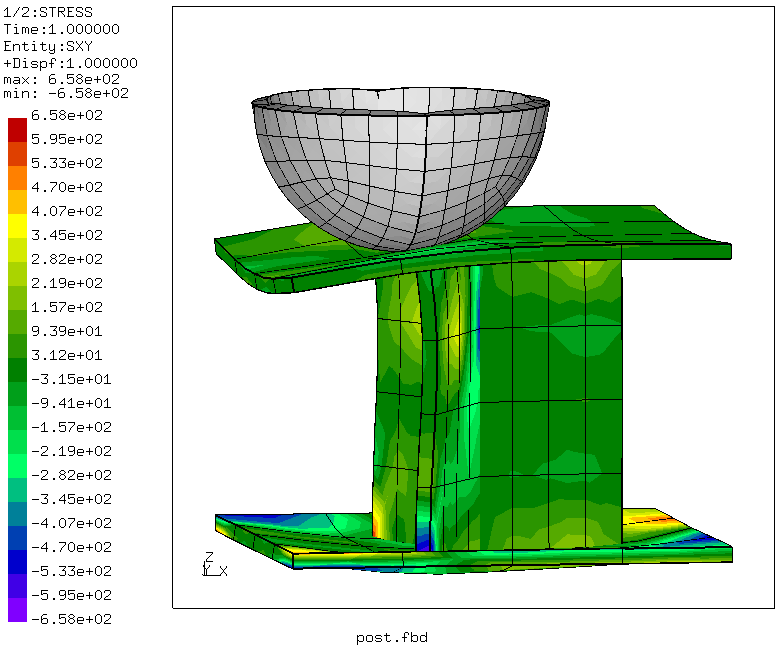 1/2:STRESS
Time:1.000000
Entity:SXY
+Dispf:1.000000
max: 6.58e+02
min: -6.58e+02
6.58e+02
5.95e+02
5.33e+02
4.70e+02
4.07e+02
3.45e+02
2.82e+02
2.19e+02
1.57e+02
9.39e+01
3.12e+01
-3.15e+01
-9.41e+01
-1.57e+02
-2.19e+02
-2.82e+02
-3.45e+02
-4.07e+02
-4.70e+02
-5.33e+02
-5.95e+02
-6.58e+02
Z
Y X
post.fbd